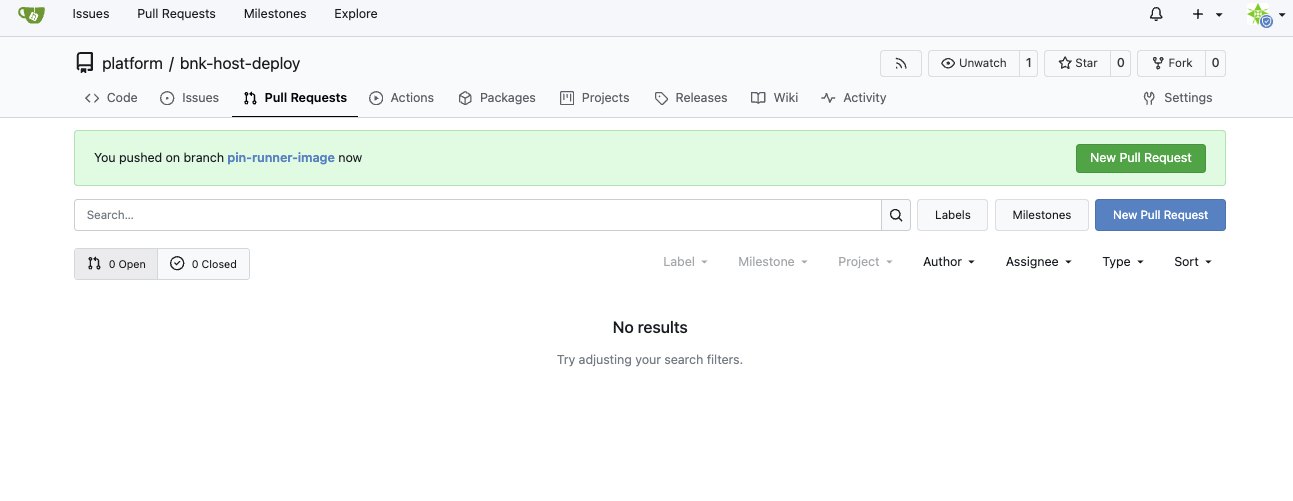 Issues Pull Requests Milestones Explore
platform / bnk-host-deploy Unwatch 1 Star 0 Fork 0
Code Issues Pull Requests Actions Packages Projects Releases Wiki Activity Settings
You pushed on branch pin-runner-image now New Pull Request
Search... Labels Milestones New Pull Request
0 Open 0 Closed Label Milestone Project Author Assignee Type Sort
No results
Try adjusting your search filters.